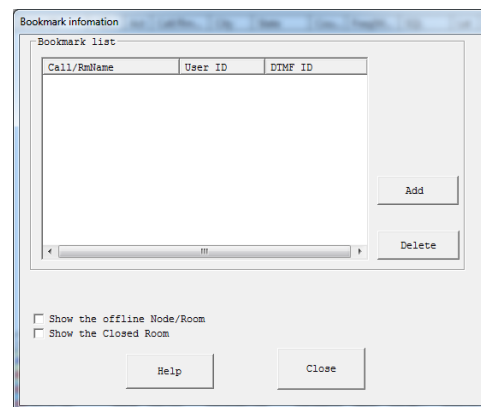 Bookmark infomation
Bookmark list
Call/RmName User ID DTMF ID
Add
Delete
Show the offline Node/Room
Show the Closed Room
Help Close